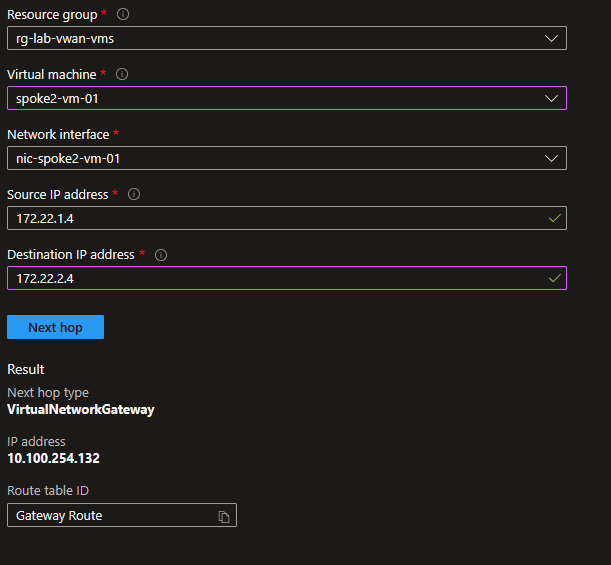 Resource group *
rg-lab-vwan-vms
Virtual machine *
spoke2-vm-01
Network interface *
nic-spoke2-vm-01
Source IP address *
172.22.1.4
Destination IP address *
172.22.2.4
Next hop
Result
Next hop type
VirtualNetworkGateway
IP address
10.100.254.132
Route table ID
Gateway Route